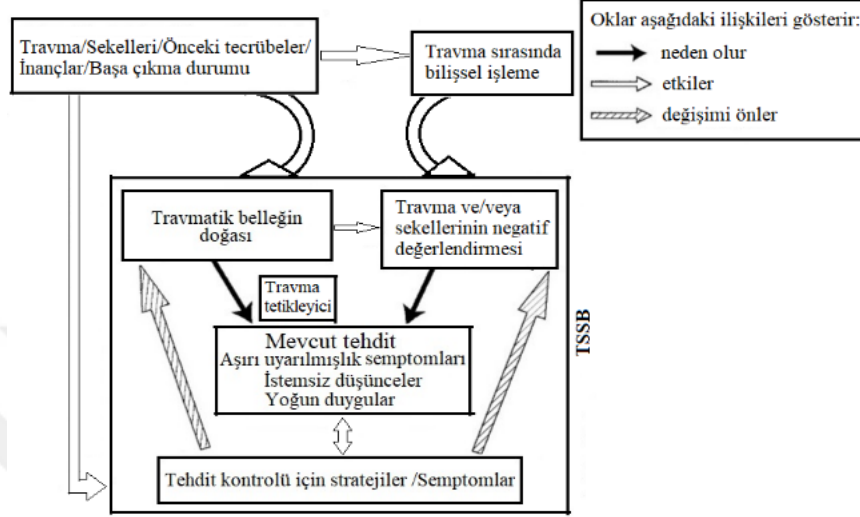 Travma/Sekelleri/Önceki tecrübeler/
İnançlar/Başa çıkma durumu
Travma sırasında
bilişsel işleme
Oklar aşağıdaki ilişkileri gösterir:
neden olur
etkiler
değişimi önler
Travmatik belleğin
doğası
Travma ve/veya
sekellerinin negatif
değerlendirmesi
Travma
tetikleyici
Mevcut tehdit
Aşırı uyarılmışlık semptomları
İstemsiz düşünceler
Yoğun duygular
Tehdit kontrolü için stratejiler /Semptomlar
TSSB